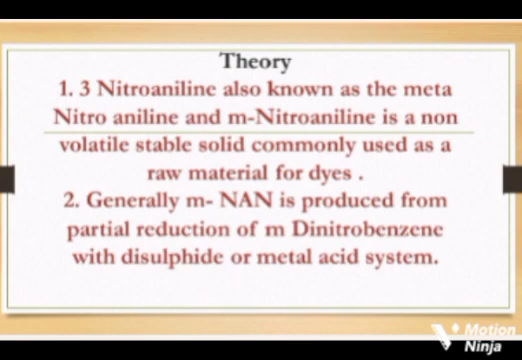 Theory
1. 3 Nitroaniline also known as the meta
Nitro aniline and m-Nitroaniline is a non
volatile stable solid commonly used as a
raw material for dyes .
2. Generally m- NAN is produced from
partial reduction of m Dinitrobenzene
with disulphide or metal acid system.
Motion
Ninja